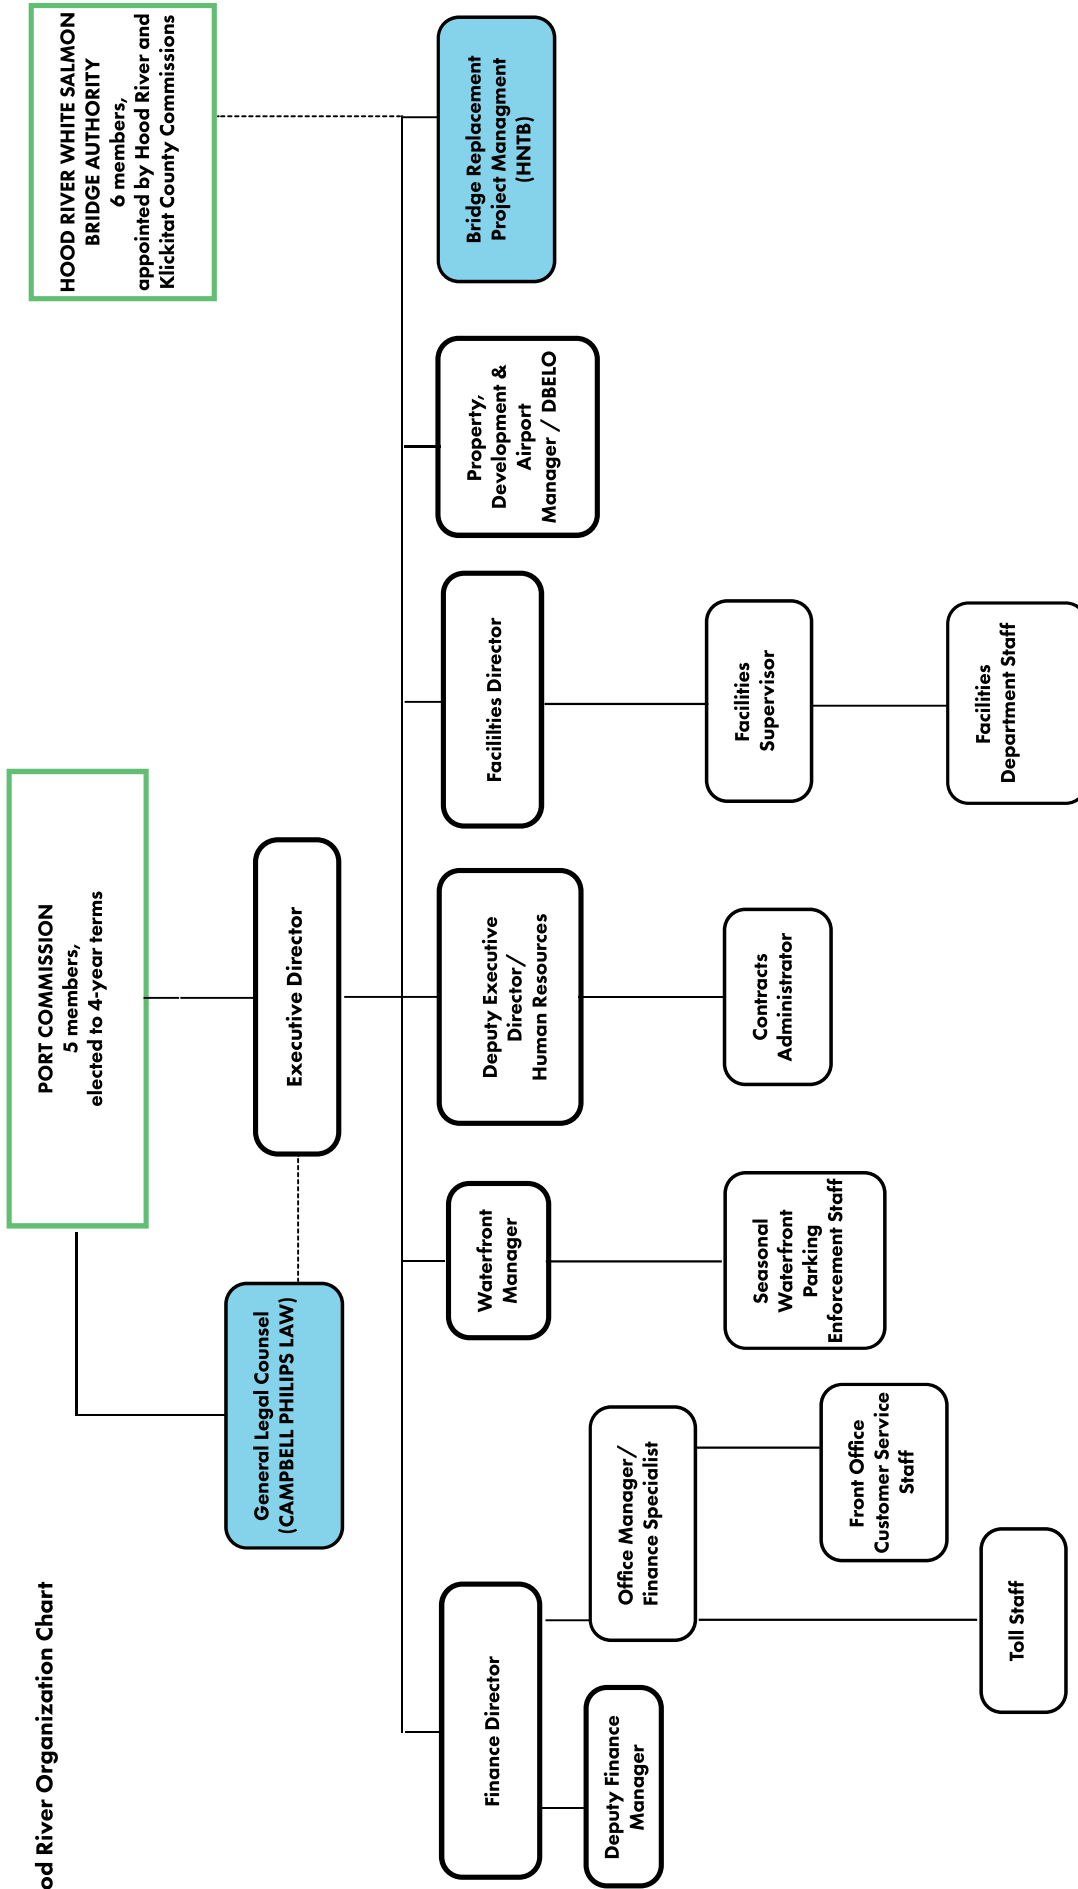 od River Organization Chart
PORT COMMISSION
5 members,
elected to 4-year terms
HOOD RIVER WHITE SALMON
BRIDGE AUTHORITY
6 members,
appointed by Hood River and
Klickitat County Commissions
General Legal Counsel
(CAMPBELL PHILIPS LAW)
Executive Director
Finance Director
Waterfront
Manager
Deputy Executive
Director/
Human Resources
Facililties Director
Property,
Development &
Airport
Manager / DBELO
Bridge Replacement
Project Managment
(HNTB)
Deputy Finance
Manager
Office Manager/
Finance Specialist
Seasonal
Waterfront
Parking
Enforcement Staff
Contracts
Administrator
Facilities
Supervisor
Front Office
Customer Service
Staff
Toll Staff
Facilities
Department Staff